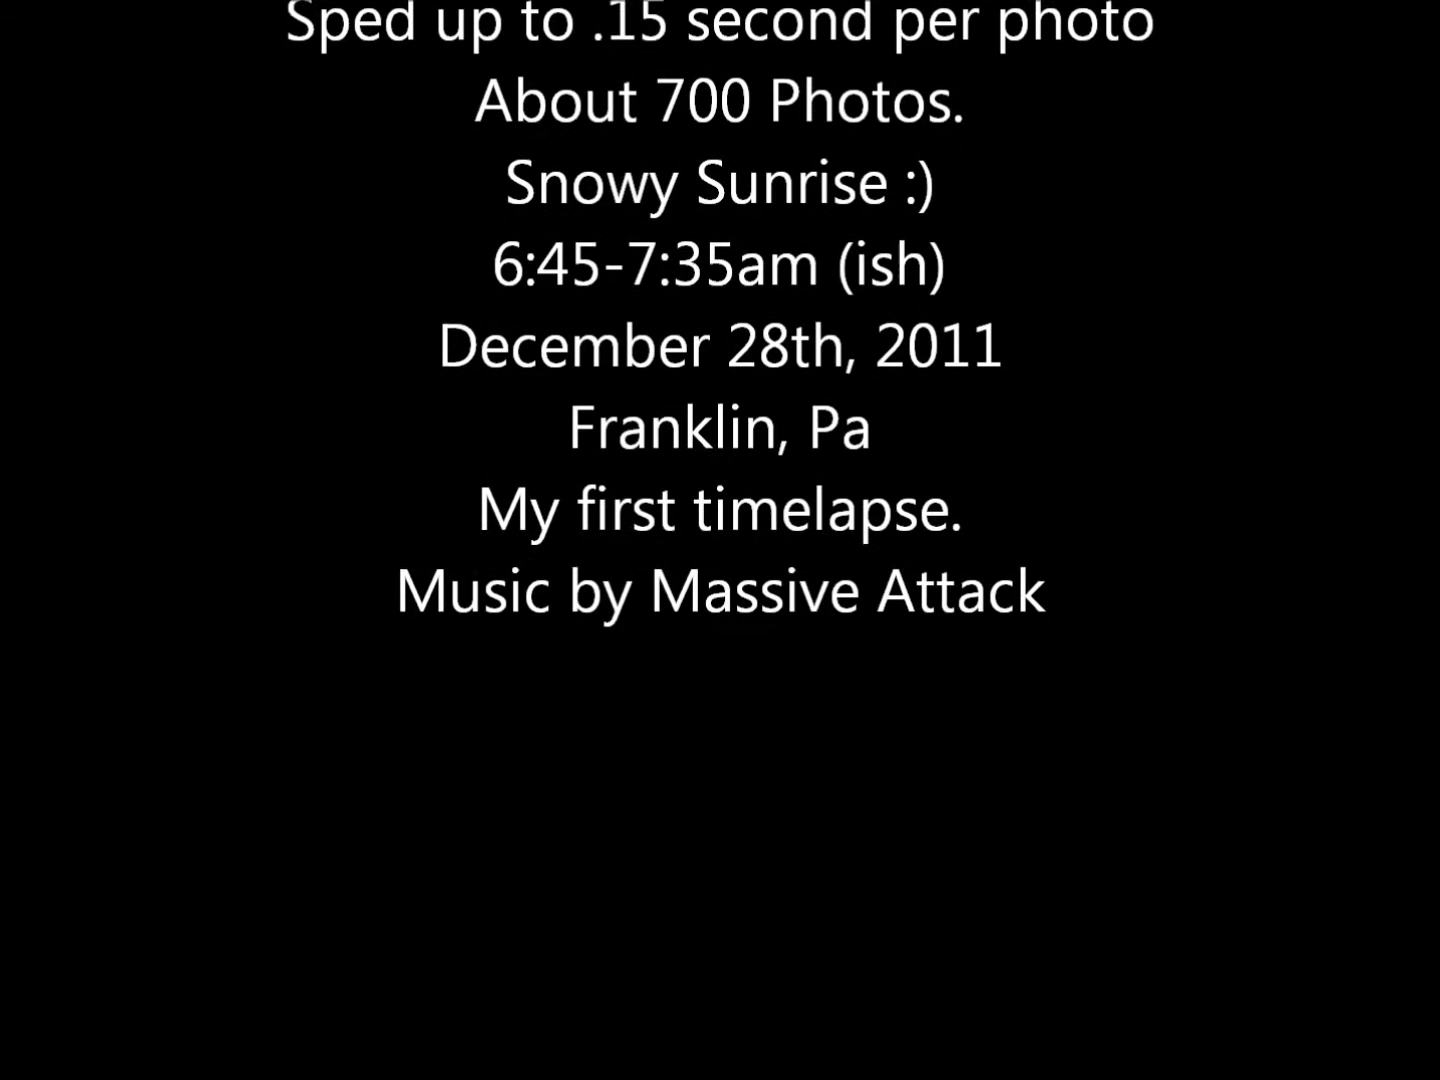 Sped up to .15 second per photo
About 700 Photos.
Snowy Sunrise :)
6:45-7:35am (ish)
December 28th, 2011
Franklin, Pa
My first timelapse.
Music by Massive Attack